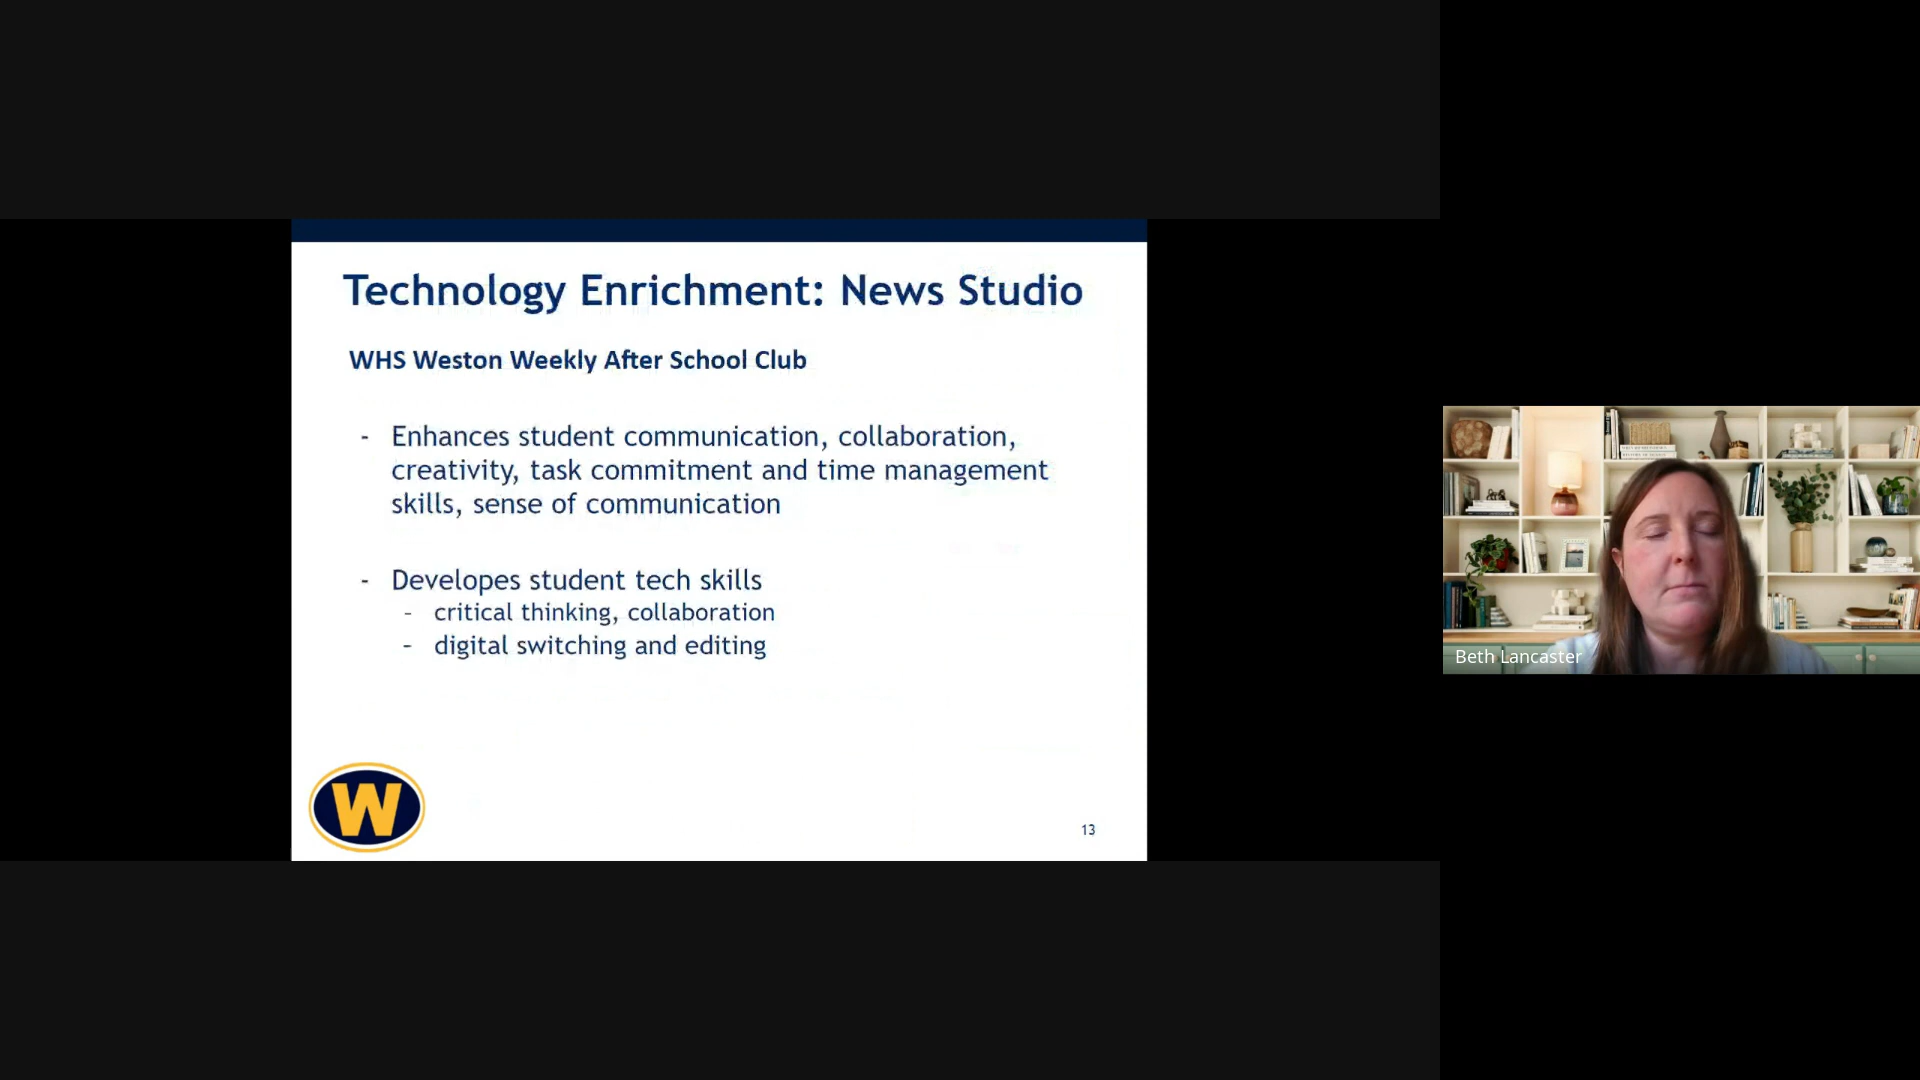 Technology Enrichment: News Studio
WHS Weston Weekly After School Club
- Enhances student communication, collaboration,
creativity, task commitment and time management
skills, sense of communication
- Developes student tech skills
- critical thinking, collaboration
- digital switching and editing
W
13
Beth Lancaster